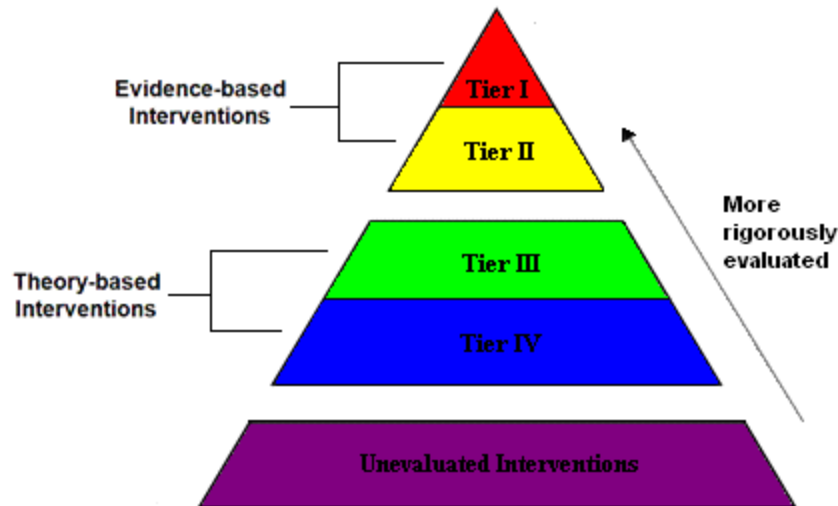 Evidence-based
Interventions
Tier I
Tier II
More
rigorously
evaluated
Theory-based
Interventions
Tier III
Tier IV
Unevaluated Interventions